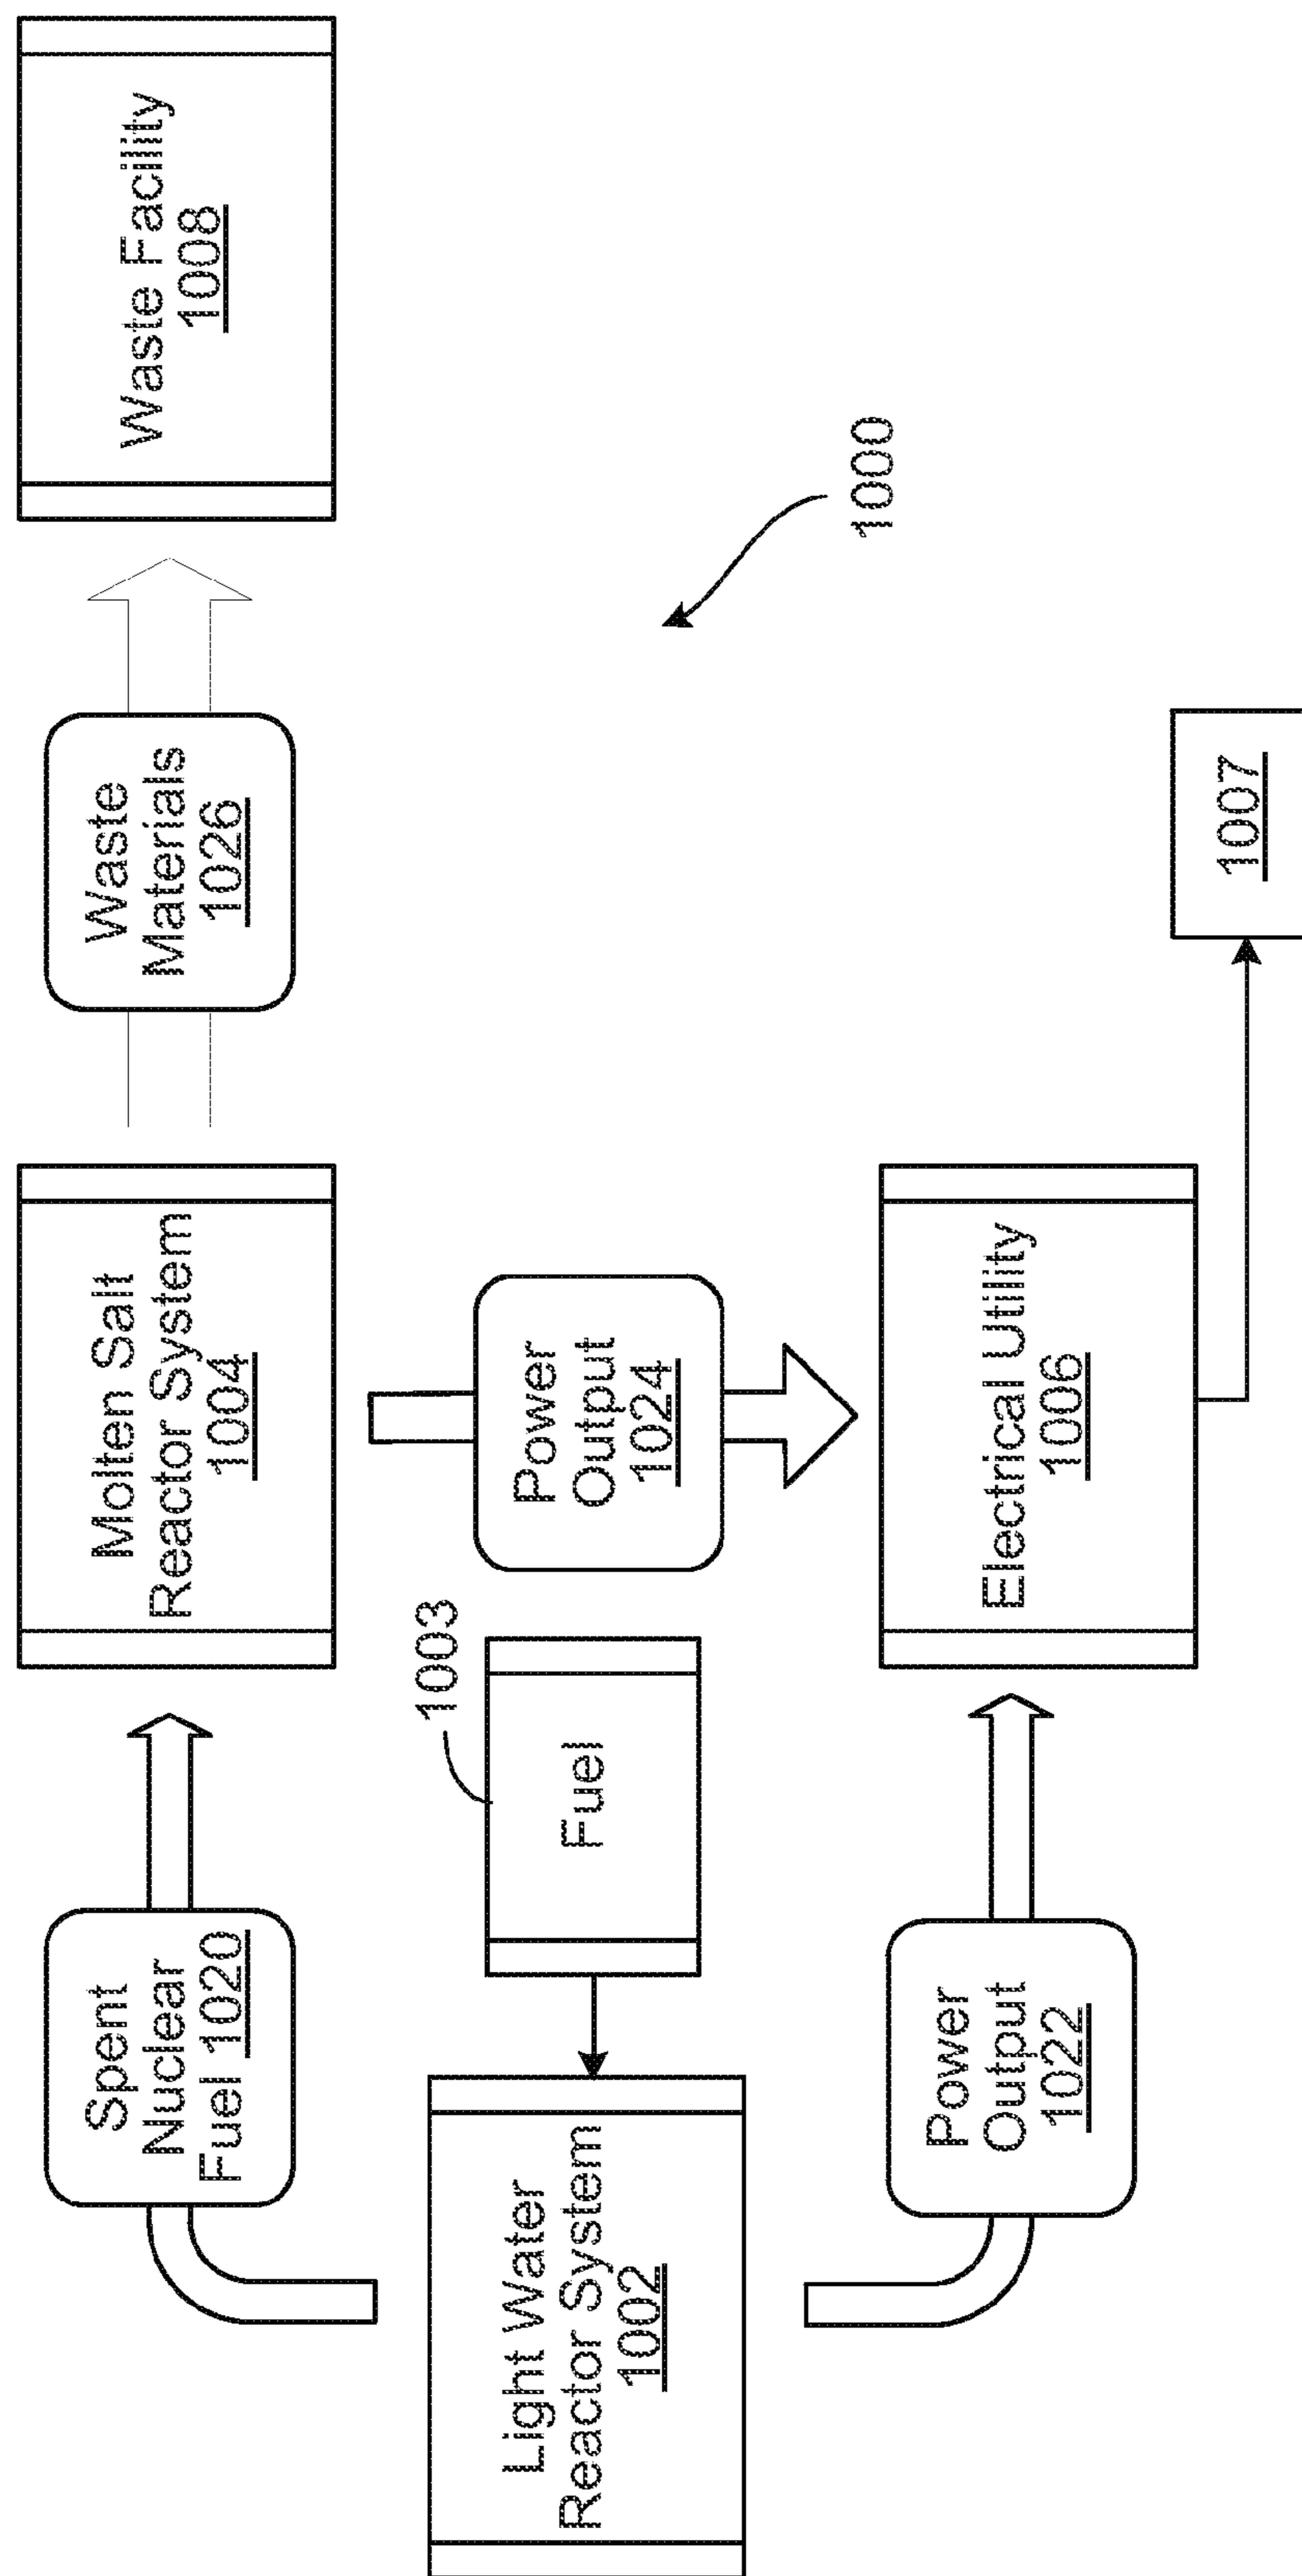 Spent
Nuclear
Fuel 1020
Molten Salt
Reactor System
1004
Waste
Materials
1026
Waste Facility
1008
Light Water
Reactor System
1002
1003
Fuel
Power
Output
1024
1000
Power
Output
1022
Electrical Utility
1006
1007